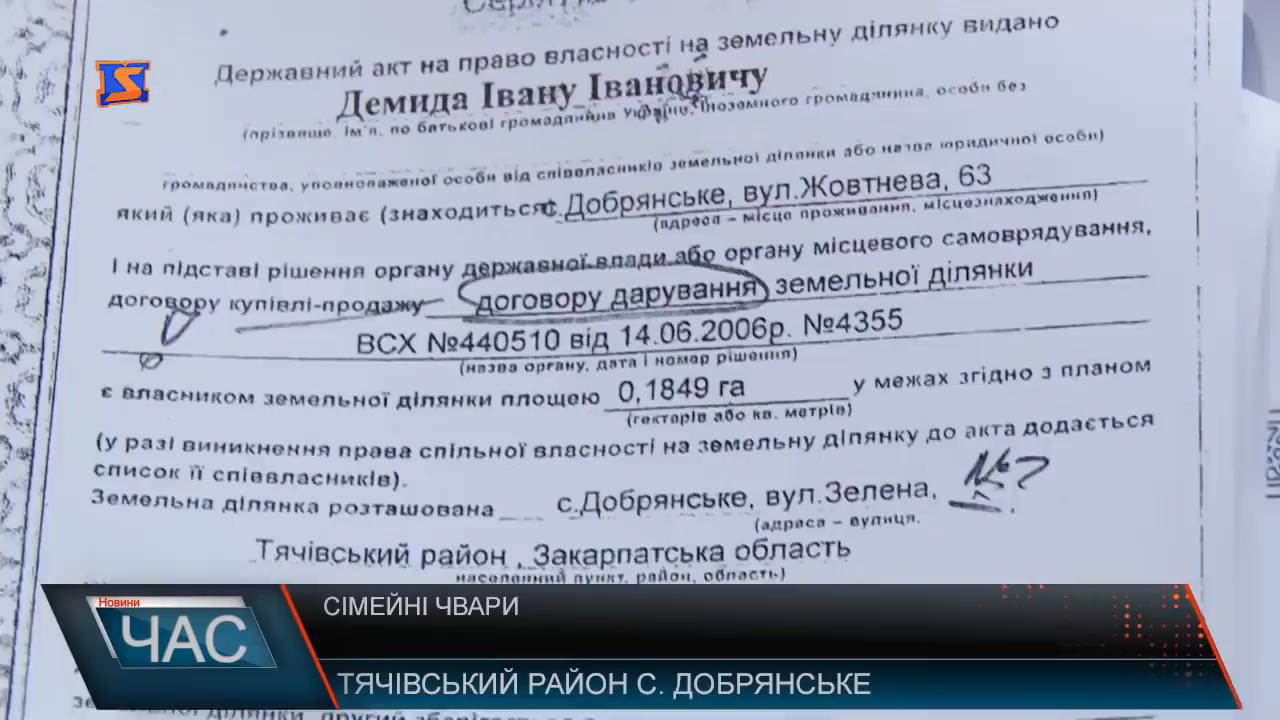 Державний акт на право власності на земельну ділянку видано
Демида Івану Івановичу
(прізвище, ім'я, по батькові громадянина України, іноземного громадянина, особи без
громадянства, уповноваженої особи від співвласників земельної ділянки або назва юридичної особи)
який (яка) проживає (знаходиться) с.Добрянське, вул.Жовтнева, 63
(адреса – місце проживання, місцезнаходження)
І на підставі рішення органу державної влади або органу місцевого самоврядування,
договору купівлі-продажу договору дарування земельної ділянки
ВСХ №440510 від 14.06.2006р. №4355
(назва органу, дата і номер рішення)
є власником земельної ділянки площею 0,1849 га у межах згідно з планом
(гектарів або кв. метрів)
(у разі виникнення права спільної власності на земельну ділянку до акта додається
список її співвласників).
Земельна ділянка розташована с.Добрянське, вул.Зелена, №?
(адреса – вулиця,
Тячівський район , Закарпатська область
населений пункт, район, область)
Новини
ЧАС
СІМЕЙНІ ЧВАРИ
ТЯЧІВСЬКИЙ РАЙОН С. ДОБРЯНСЬКЕ